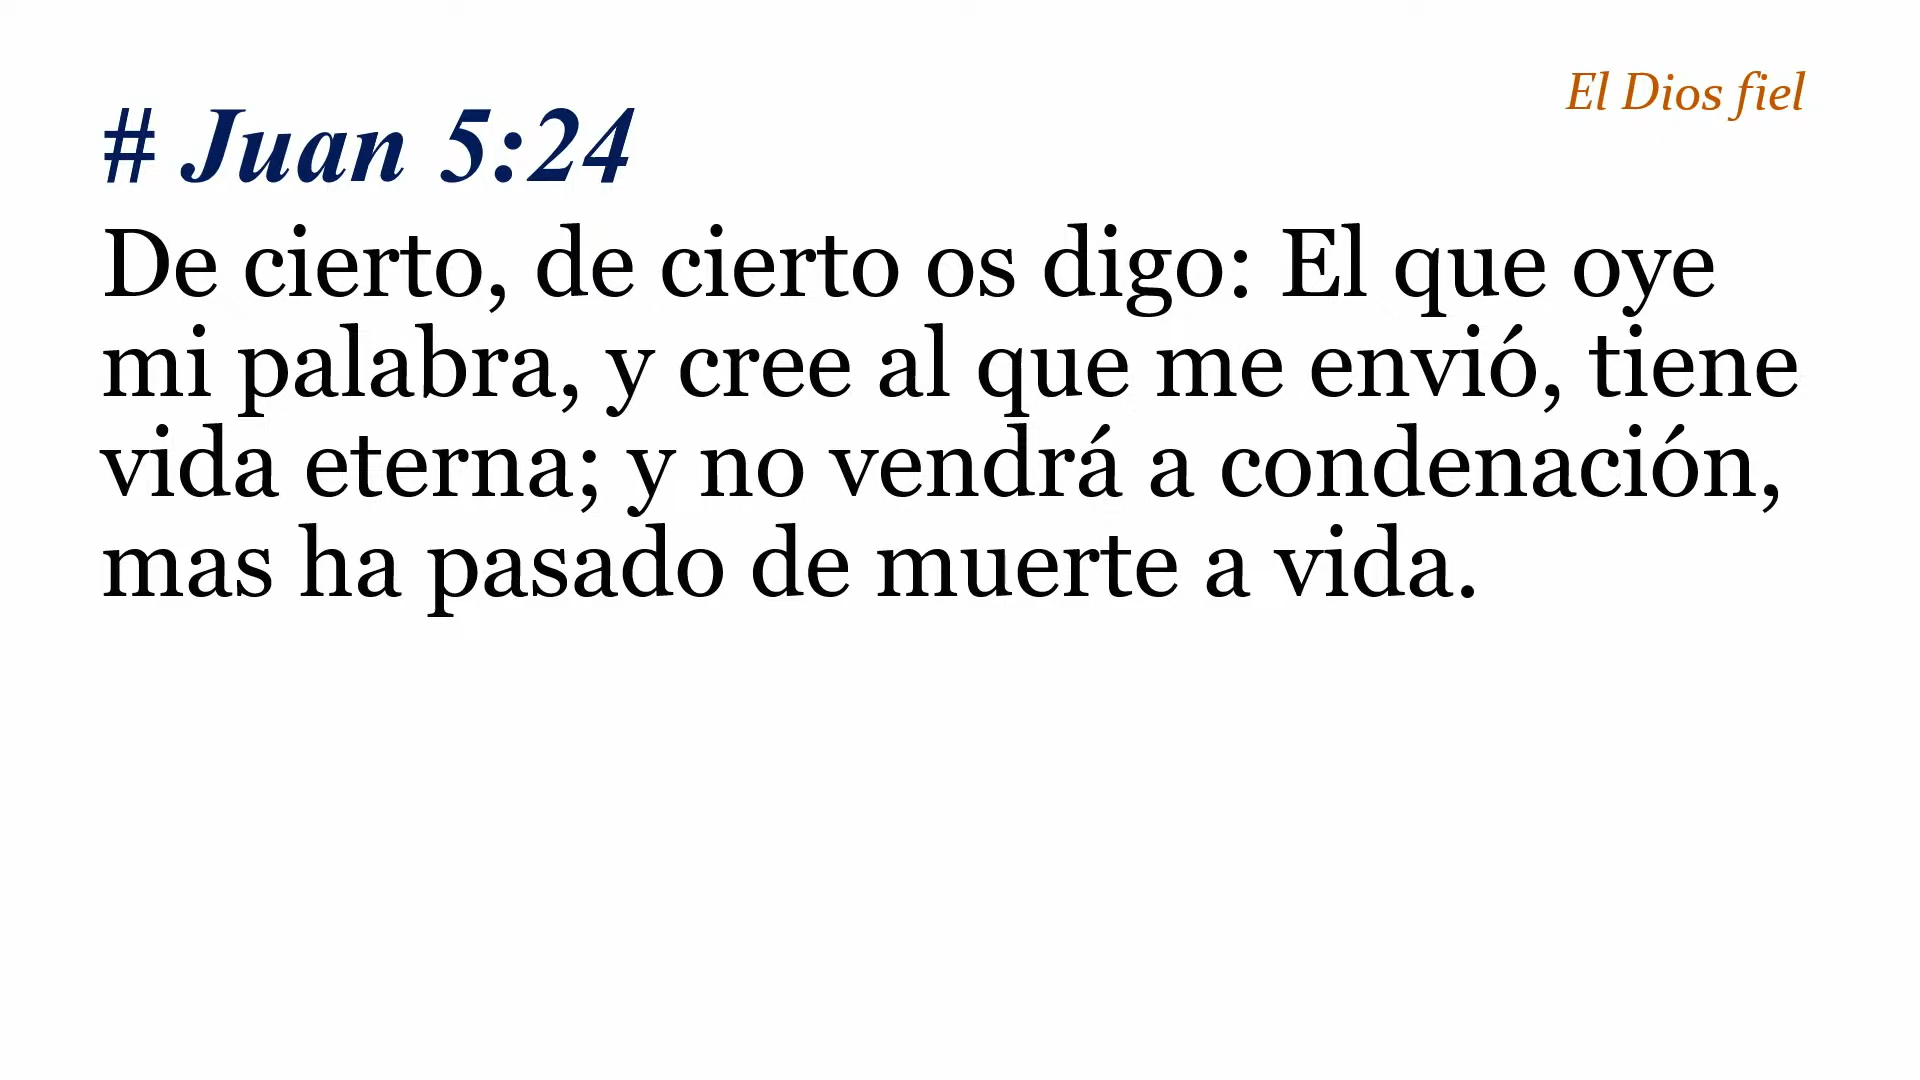 El Dios fiel
# Juan 5:24
De cierto, de cierto os digo: El que oye
mi palabra, y cree al que me envió, tiene
vida eterna; y no vendrá a condenación,
mas ha pasado de muerte a vida.